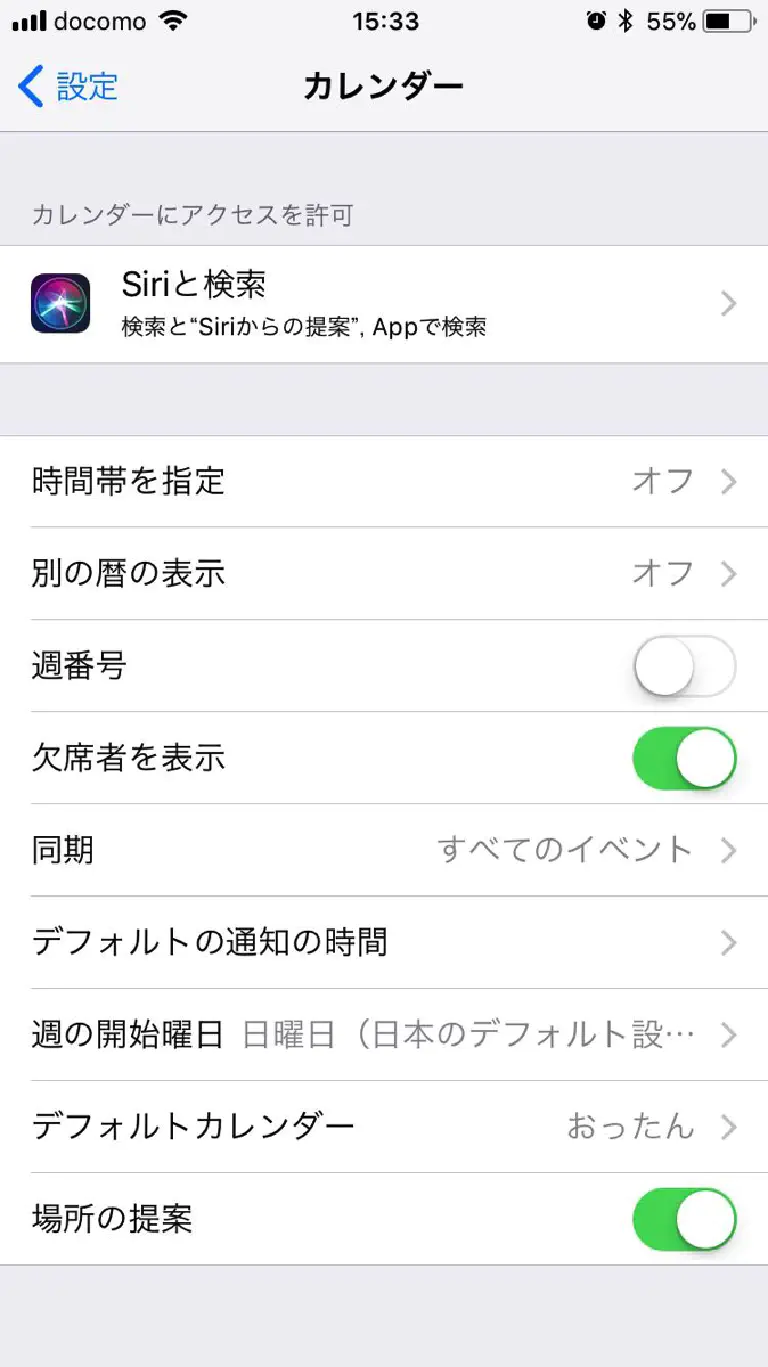 docomo 15:33 55%
設定 カレンダー
カレンダーにアクセスを許可
Siriと検索
検索と“Siriからの提案”, Appで検索
時間帯を指定 オフ
別の暦の表示 オフ
週番号
欠席者を表示
同期 すべてのイベント
デフォルトの通知の時間
週の開始曜日 日曜日（日本のデフォルト設…
デフォルトカレンダー おったん
場所の提案